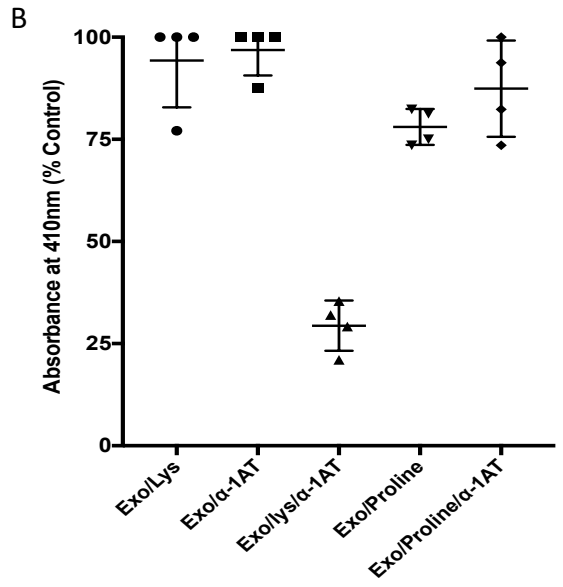 B
Absorbance at 410nm (% Control)
100
75
50
25
0
Exo/Lys
Exo/α-1AT
Exo/lys/α-1AT
Exo/Proline
Exo/Proline/α-1AT